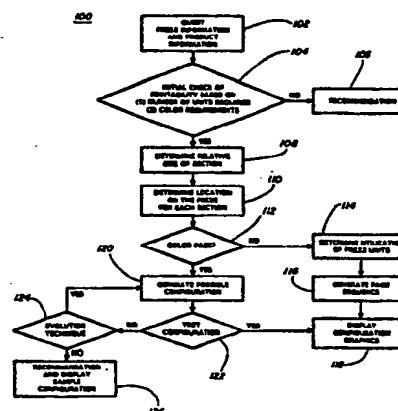 100
QUERY
PRESS INFORMATION
AND PRODUCT
INFORMATION
102
INITIAL CHECK OF
PRINTABILITY BASED ON
(1) NUMBER OF UNITS REQUIRED
(2) COLOR REQUIREMENTS
104
NO
RECOMMENDATION
106
YES
DETERMINE RELATIVE
SIZE OF SECTION
108
DETERMINE LOCATION
ON THE PRESS
FOR EACH SECTION
110
COLOR PAGE?
112
NO
DETERMINE UTILIZATION
OF PRESS UNITS
114
YES
120
GENERATE POSSIBLE
CONFIGURATION
116
GENERATE PAGE
SEQUENCE
124
YES
EVOLUTION
TECHNIQUE
NO
TEST
CONFIGURATION
YES
122
DISPLAY
CONFIGURATION
GRAPHICS
118
NO
RECOMMENDATION
AND DISPLAY
SAMPLE
CONFIGURATION